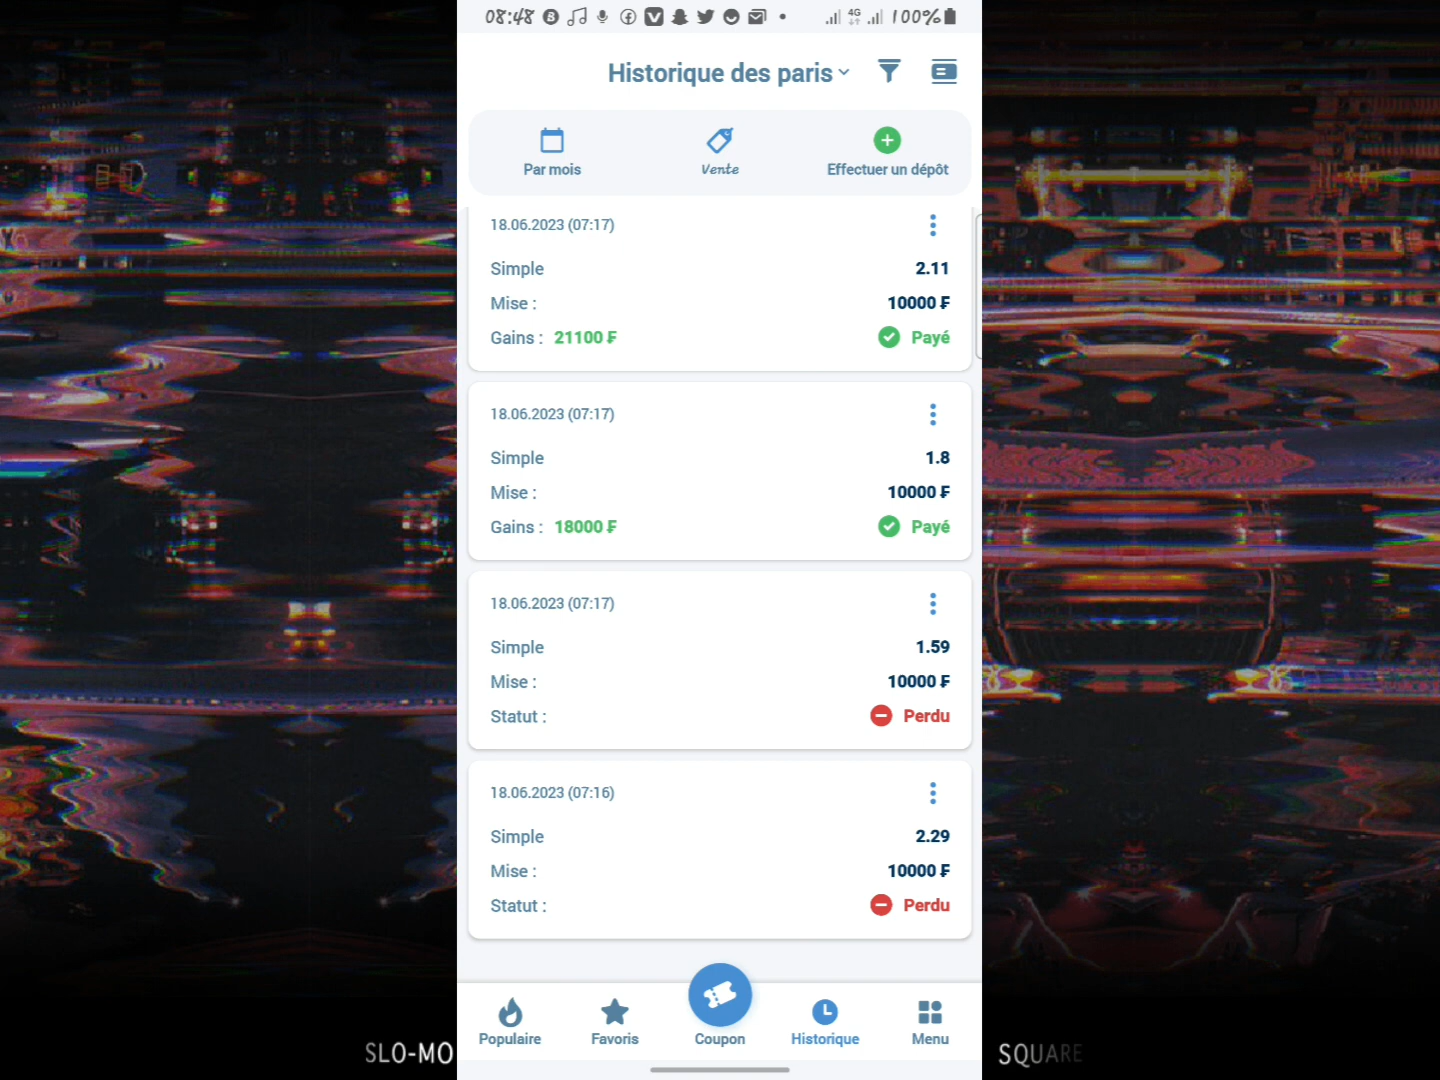 08:48 4G 100%
Historique des paris
Par mois Vente Effectuer un dépôt
18.06.2023 (07:17)
Simple 2.11
Mise : 10000 ₣
Gains : 21100 ₣ Payé
18.06.2023 (07:17)
Simple 1.8
Mise : 10000 ₣
Gains : 18000 ₣ Payé
18.06.2023 (07:17)
Simple 1.59
Mise : 10000 ₣
Statut : Perdu
18.06.2023 (07:16)
Simple 2.29
Mise : 10000 ₣
Statut : Perdu
Populaire Favoris Coupon Historique Menu
SLO-MO SQUARE